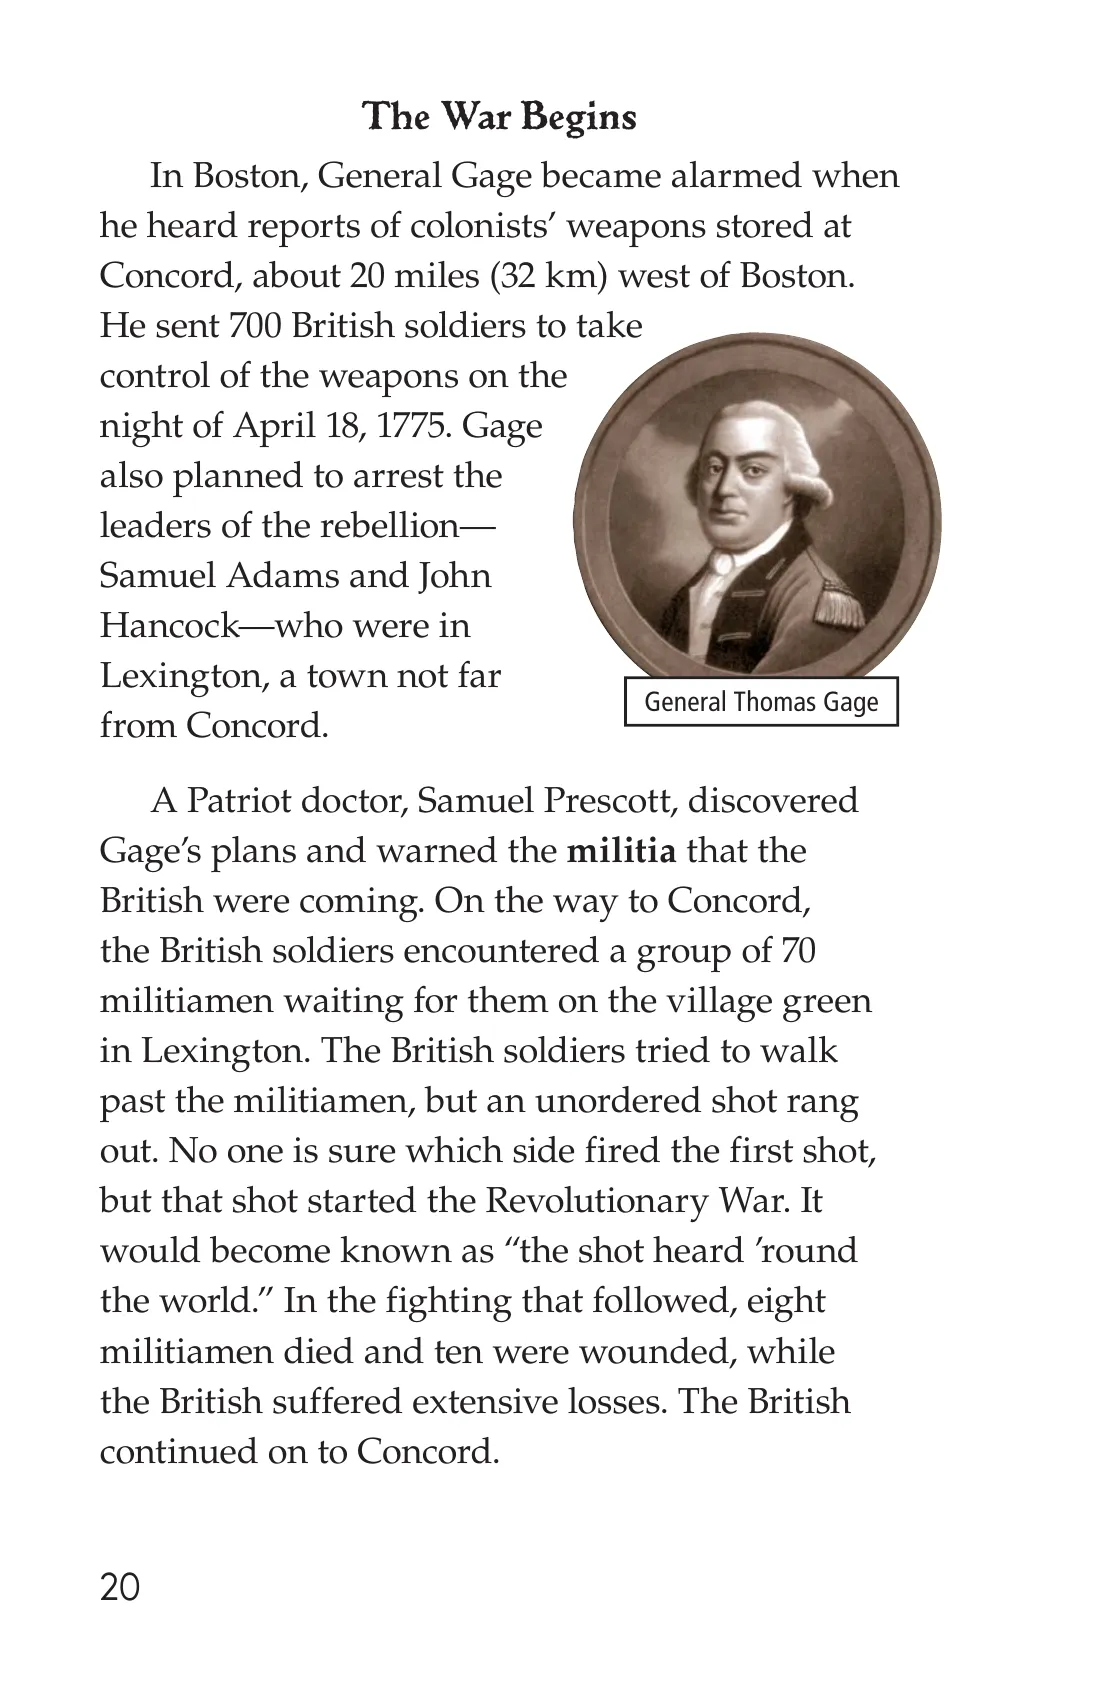 The War Begins
In Boston, General Gage became alarmed when
he heard reports of colonists’ weapons stored at
Concord, about 20 miles (32 km) west of Boston.
He sent 700 British soldiers to take
control of the weapons on the
night of April 18, 1775. Gage
also planned to arrest the
leaders of the rebellion—
Samuel Adams and John
Hancock—who were in
Lexington, a town not far
from Concord.
General Thomas Gage
A Patriot doctor, Samuel Prescott, discovered
Gage’s plans and warned the militia that the
British were coming. On the way to Concord,
the British soldiers encountered a group of 70
militiamen waiting for them on the village green
in Lexington. The British soldiers tried to walk
past the militiamen, but an unordered shot rang
out. No one is sure which side fired the first shot,
but that shot started the Revolutionary War. It
would become known as “the shot heard ’round
the world.” In the fighting that followed, eight
militiamen died and ten were wounded, while
the British suffered extensive losses. The British
continued on to Concord.
20